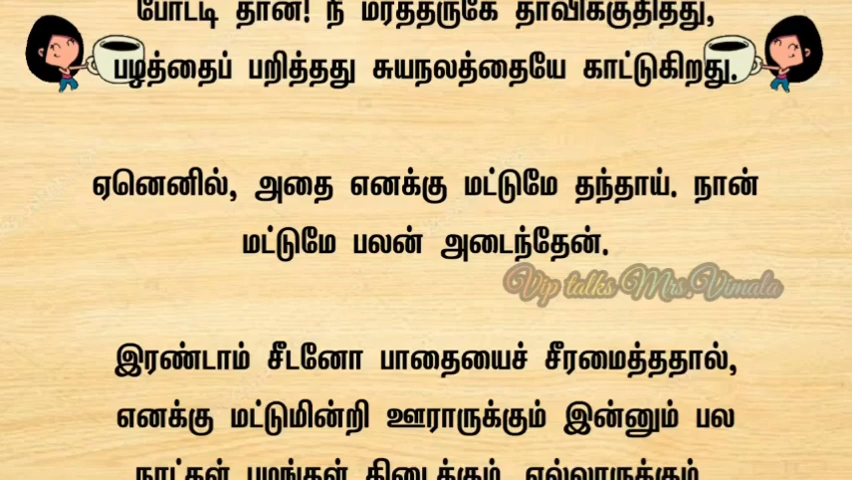 போட்டி தான்! நீ மரத்தருகே தாவிக்குதித்து,
பழத்தைப் பறித்தது சுயநலத்தையே காட்டுகிறது.
ஏனெனில், அதை எனக்கு மட்டுமே தந்தாய். நான்
மட்டுமே பலன் அடைந்தேன்.
Vip talks Mrs.Vimala
இரண்டாம் சீடனோ பாதையைச் சீரமைத்ததால்,
எனக்கு மட்டுமின்றி ஊராருக்கும் இன்னும் பல
நாட்கள் பழங்கள் கிடைக்கும். எல்லாருக்கும்